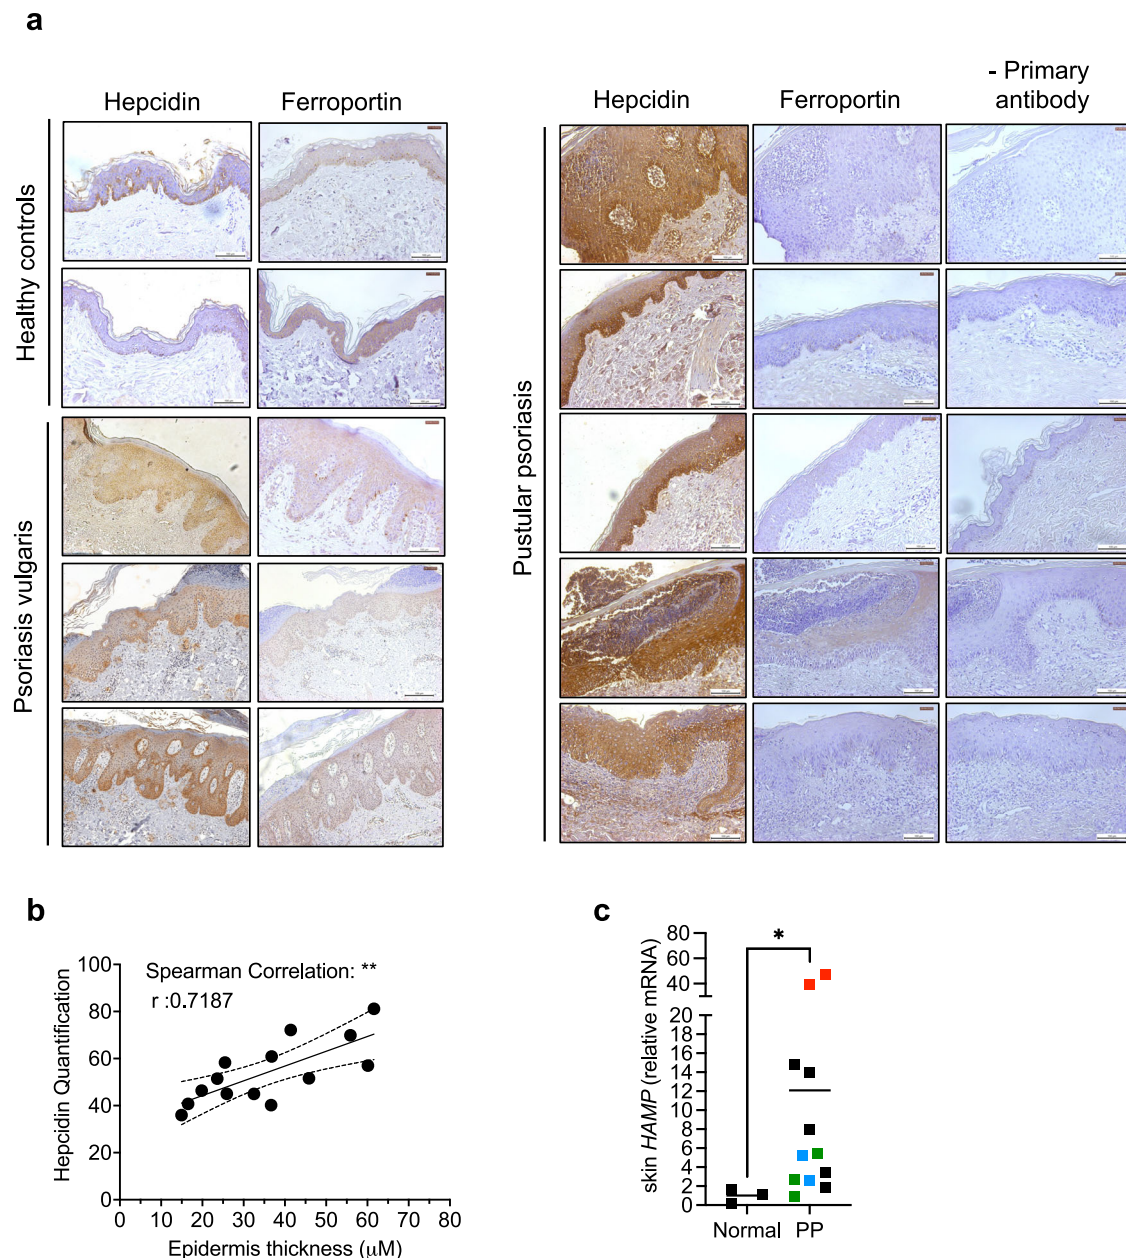 a
Hepcidin
Ferroportin
Healthy controls
Psoriasis vulgaris
Hepcidin
Ferroportin
- Primary
antibody
Pustular psoriasis
b
Hepcidin Quantification
100
80
60
40
20
0
Spearman Correlation: **
r :0.7187
0 10 20 30 40 50 60 70 80
Epidermis thickness (μM)
c
skin HAMP (relative mRNA)
80
60
40
20
18
16
14
12
10
8
6
4
2
0
*
Normal PP